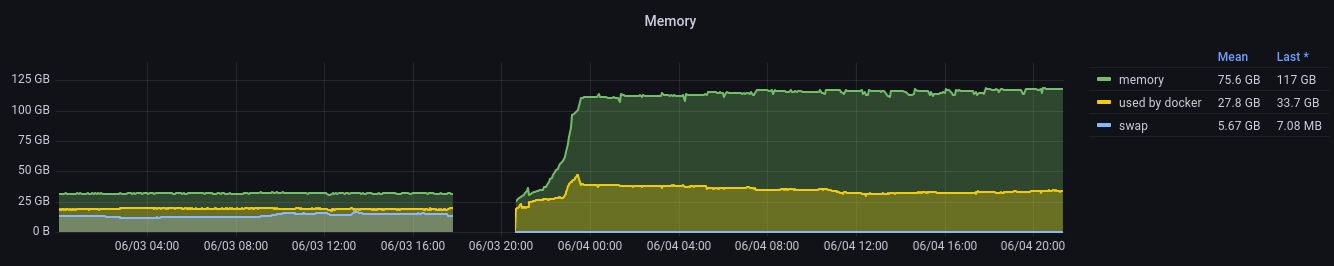 Memory
Mean Last *
memory 75.6 GB 117 GB
used by docker 27.8 GB 33.7 GB
swap 5.67 GB 7.08 MB
125 GB
100 GB
75 GB
50 GB
25 GB
0 B
06/03 04:00 06/03 08:00 06/03 12:00 06/03 16:00 06/03 20:00 06/04 00:00 06/04 04:00 06/04 08:00 06/04 12:00 06/04 16:00 06/04 20:00